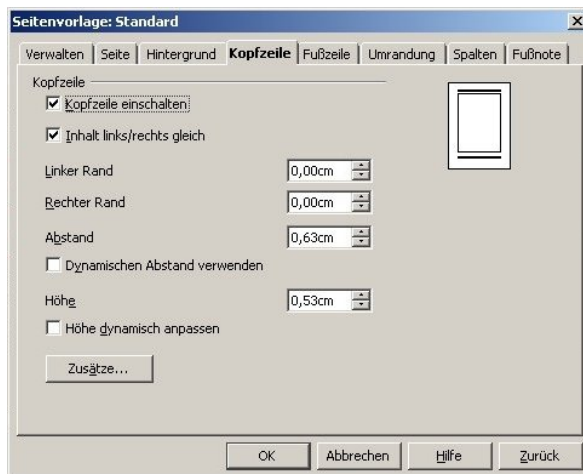 Seitenvorlage: Standard
Verwalten Seite Hintergrund Kopfzeile Fußzeile Umrandung Spalten Fußnote
Kopfzeile
Kopfzeile einschalten
Inhalt links/rechts gleich
Linker Rand 0,00cm
Rechter Rand 0,00cm
Abstand 0,63cm
Dynamischen Abstand verwenden
Höhe 0,53cm
Höhe dynamisch anpassen
Zusätze...
OK Abbrechen Hilfe Zurück